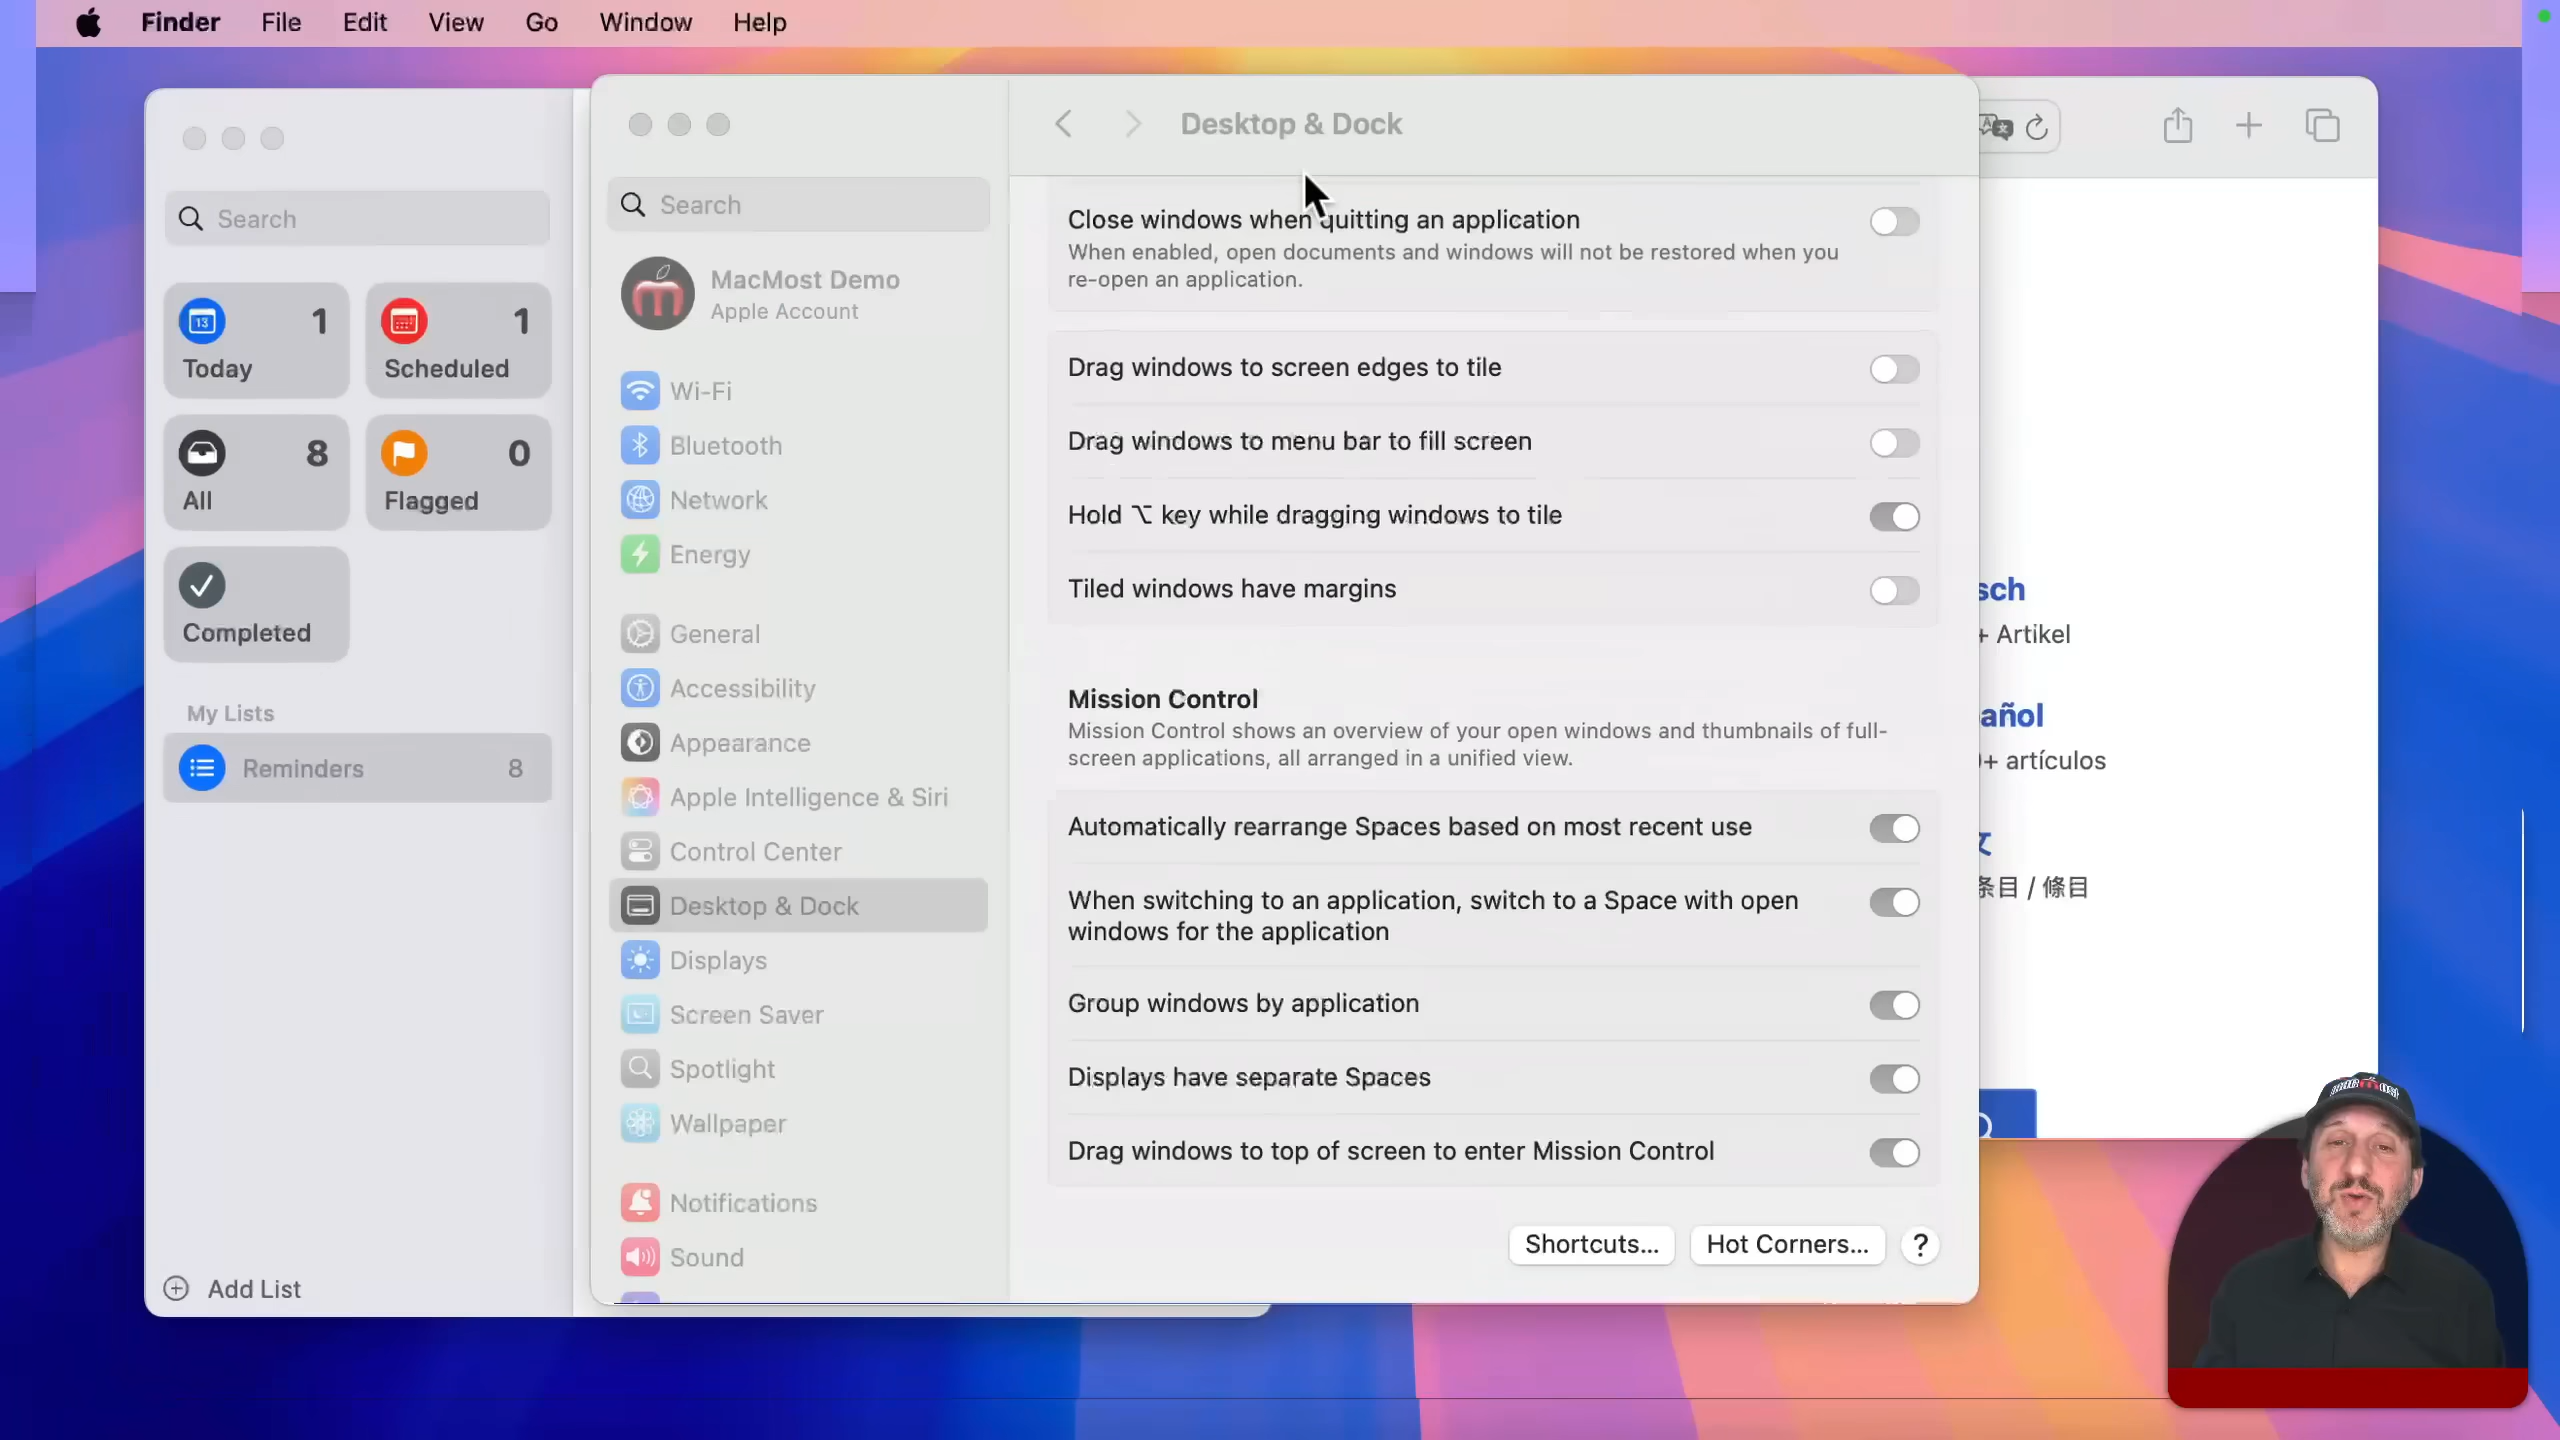 Finder File Edit View Go Window Help
Search
13
Today 1
Scheduled 1
All 8
Flagged 0
Completed
My Lists
Reminders 8
Add List
Search
MacMost Demo
Apple Account
Wi-Fi
Bluetooth
Network
Energy
General
Accessibility
Appearance
Apple Intelligence & Siri
Control Center
Desktop & Dock
Displays
Screen Saver
Spotlight
Wallpaper
Notifications
Sound
Desktop & Dock
Close windows when quitting an application
When enabled, open documents and windows will not be restored when you
re-open an application.
Drag windows to screen edges to tile
Drag windows to menu bar to fill screen
Hold ⌥ key while dragging windows to tile
Tiled windows have margins
Mission Control
Mission Control shows an overview of your open windows and thumbnails of full-
screen applications, all arranged in a unified view.
Automatically rearrange Spaces based on most recent use
When switching to an application, switch to a Space with open
windows for the application
Group windows by application
Displays have separate Spaces
Drag windows to top of screen to enter Mission Control
Shortcuts... Hot Corners... ?
sch
+ Artikel
añol
+ artículos
文
条目 / 條目